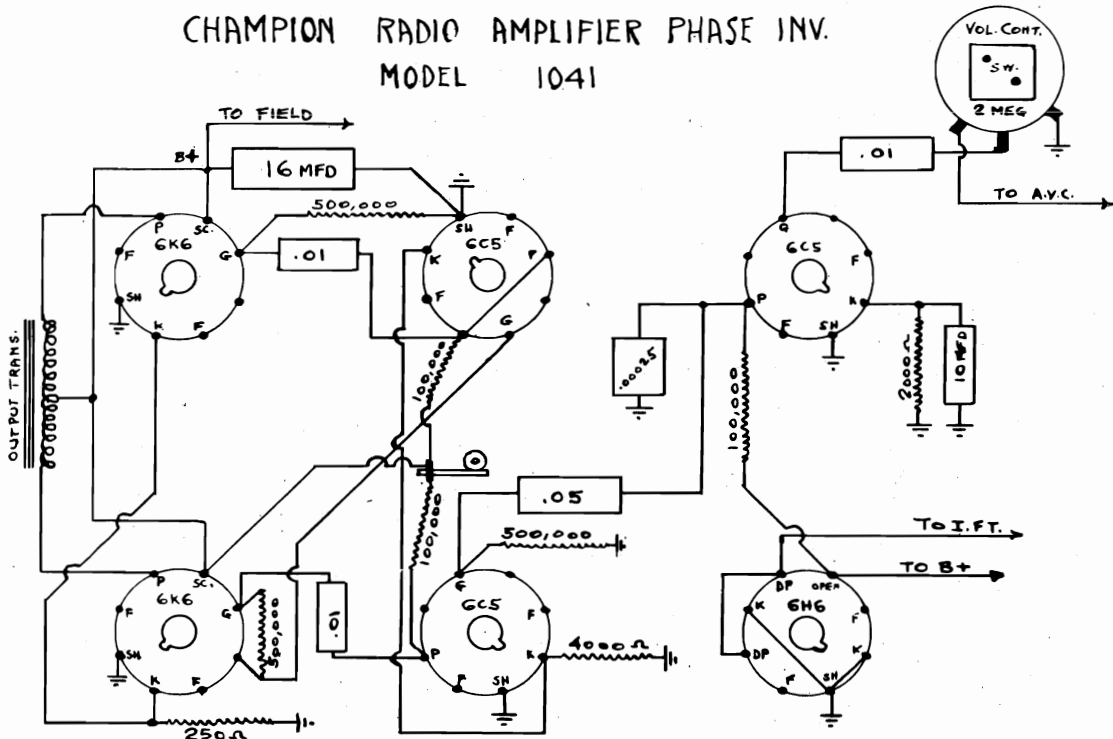 CHAMPION RADIO AMPLIFIER PHASE INV.
MODEL 1041
VOL. CONT.
SW.
2 MEG
TO FIELD
B+
16 MFD
.01
TO A.V.C.
500,000
P
SC.
F
6K6
G
SH
K
F
.01
SH
F
K
6C5
P
F
G
100,000
G
6C5
F
P
K
F
SH
.00025
100,000
2000Ω
10 MFD
OUTPUT TRANS.
100,000
.05
500,000
TO I.F.T.
TO B+
P
SC.
F
6K6
G
SH
K
F
500,000
.01
G
6C5
F
P
K
F
SH
4000Ω
DP
OPEN
K
6H6
F
DP
K
F
SH
250Ω